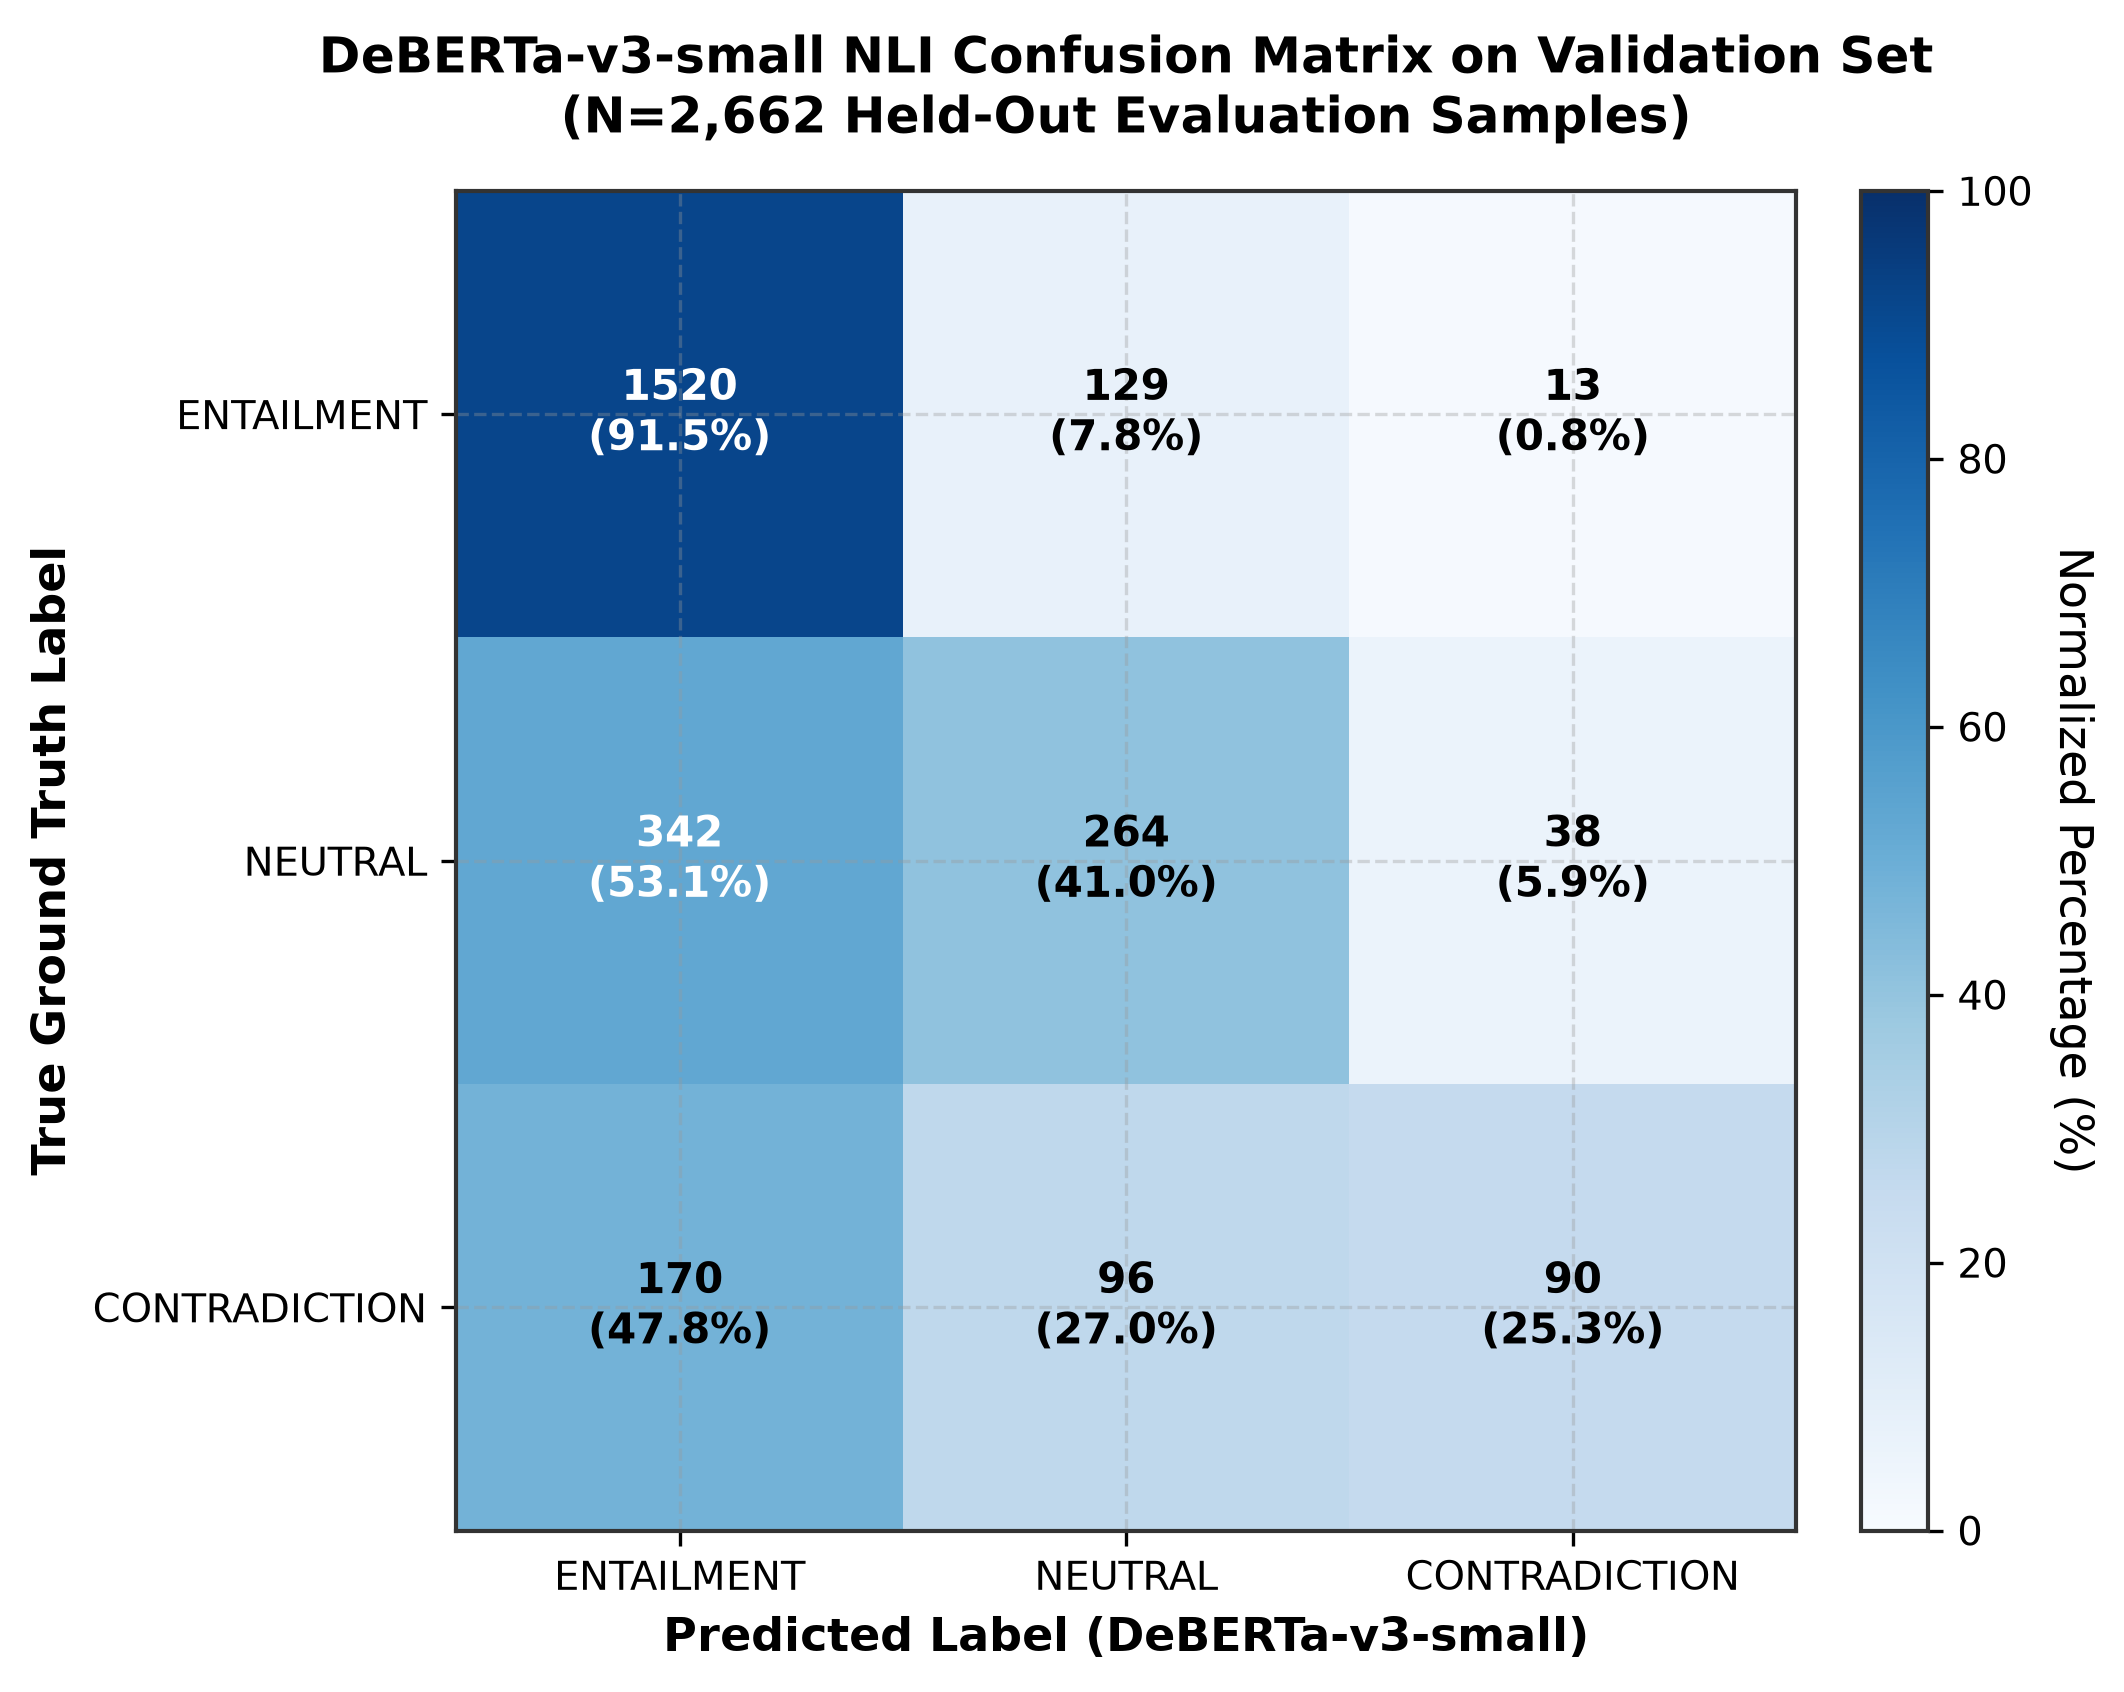 DeBERTa-v3-small NLI Confusion Matrix on Validation Set
(N=2,662 Held-Out Evaluation Samples)
True Ground Truth Label
ENTAILMENT
1520
(91.5%)
129
(7.8%)
13
(0.8%)
NEUTRAL
342
(53.1%)
264
(41.0%)
38
(5.9%)
CONTRADICTION
170
(47.8%)
96
(27.0%)
90
(25.3%)
ENTAILMENT
NEUTRAL
CONTRADICTION
Predicted Label (DeBERTa-v3-small)
100
80
60
40
20
0
Normalized Percentage (%)